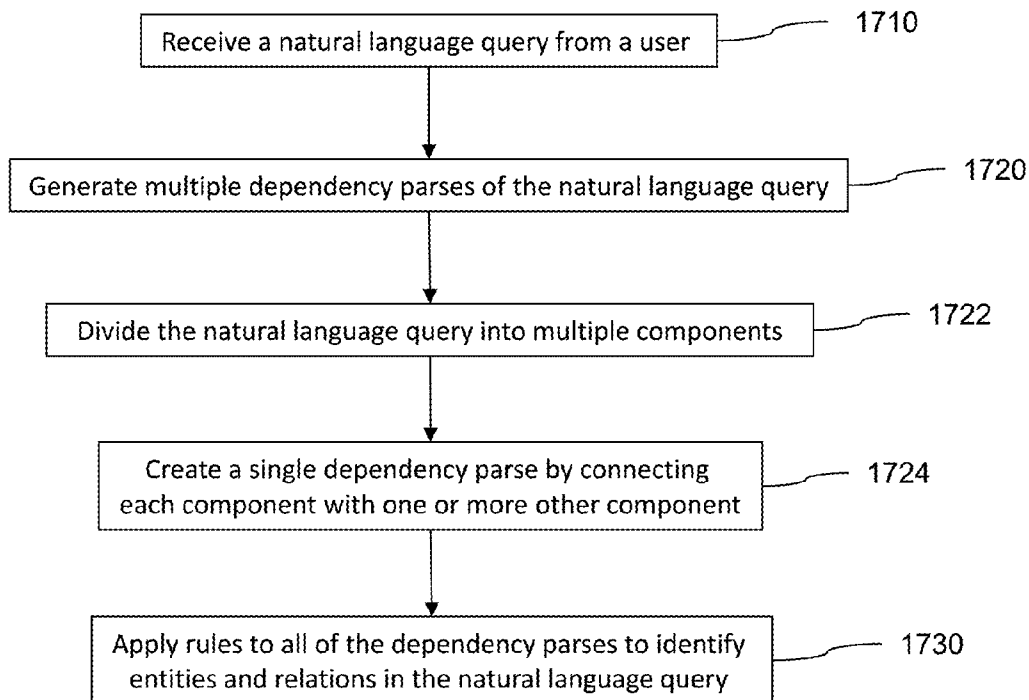 Receive a natural language query from a user
1710
Generate multiple dependency parses of the natural language query
1720
Divide the natural language query into multiple components
1722
Create a single dependency parse by connecting
each component with one or more other component
1724
Apply rules to all of the dependency parses to identify
entities and relations in the natural language query
1730